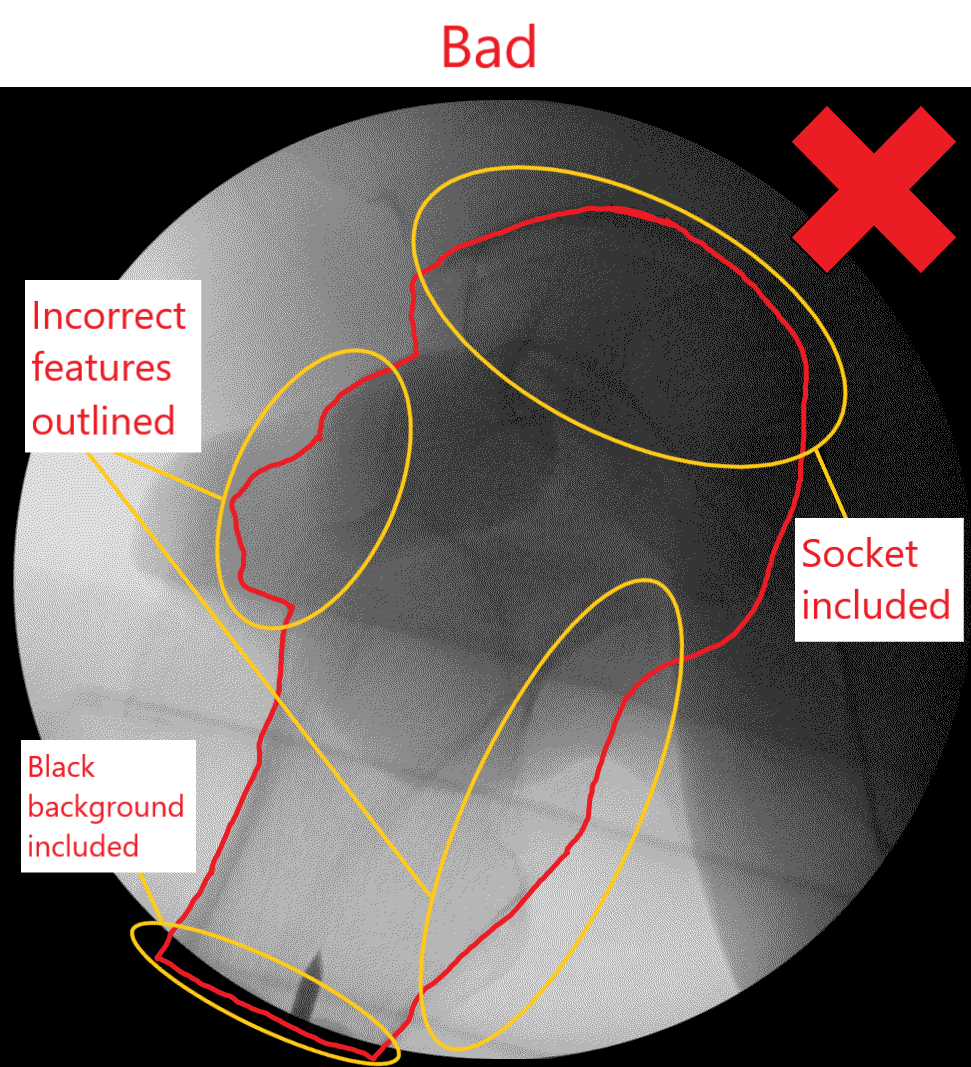 Bad
Incorrect
features
outlined
Socket
included
Black
background
included